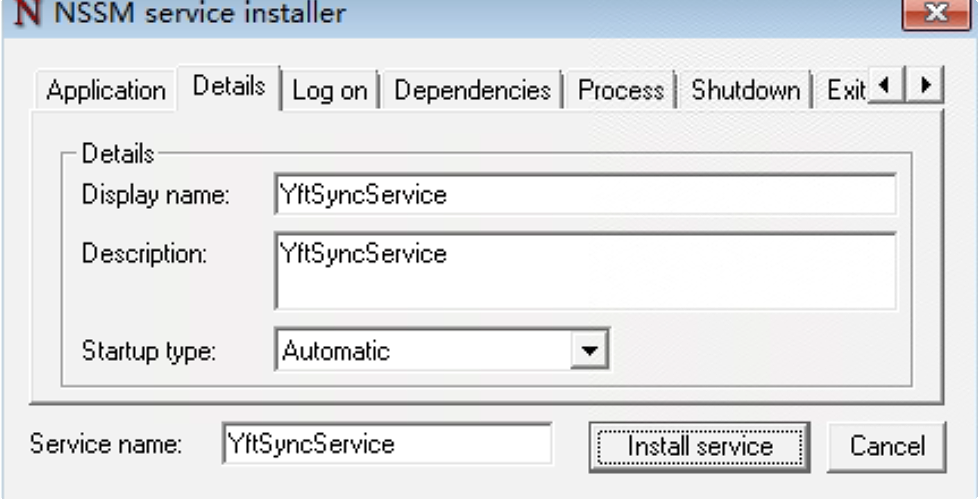 N NSSM service installer
Application Details Log on Dependencies Process Shutdown Exit
Details
Display name: YftSyncService
Description: YftSyncService
Startup type: Automatic
Service name: YftSyncService Install service Cancel